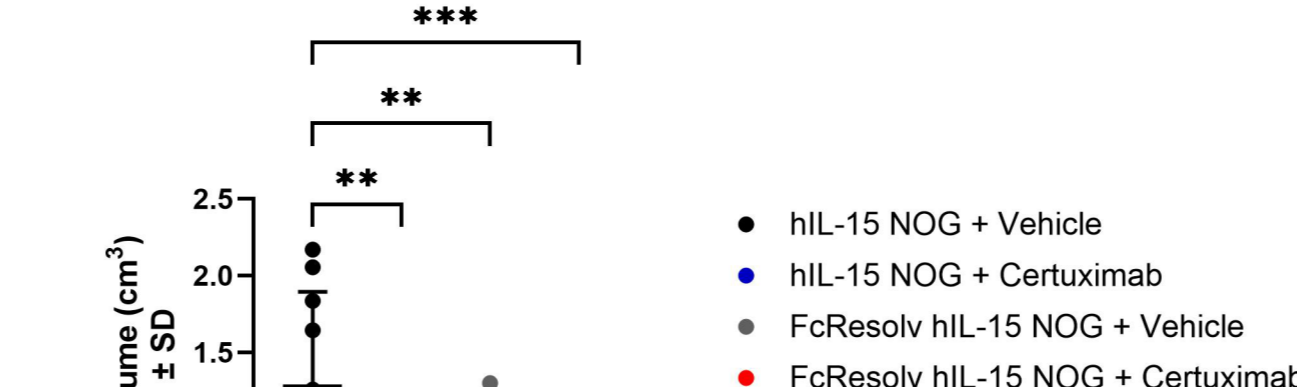 ***
**
**
2.5
2.0
1.5
ume (cm³)
± SD
hIL-15 NOG + Vehicle
hIL-15 NOG + Certuximab
FcResolv hIL-15 NOG + Vehicle
FcResolv hIL-15 NOG + Certuximab